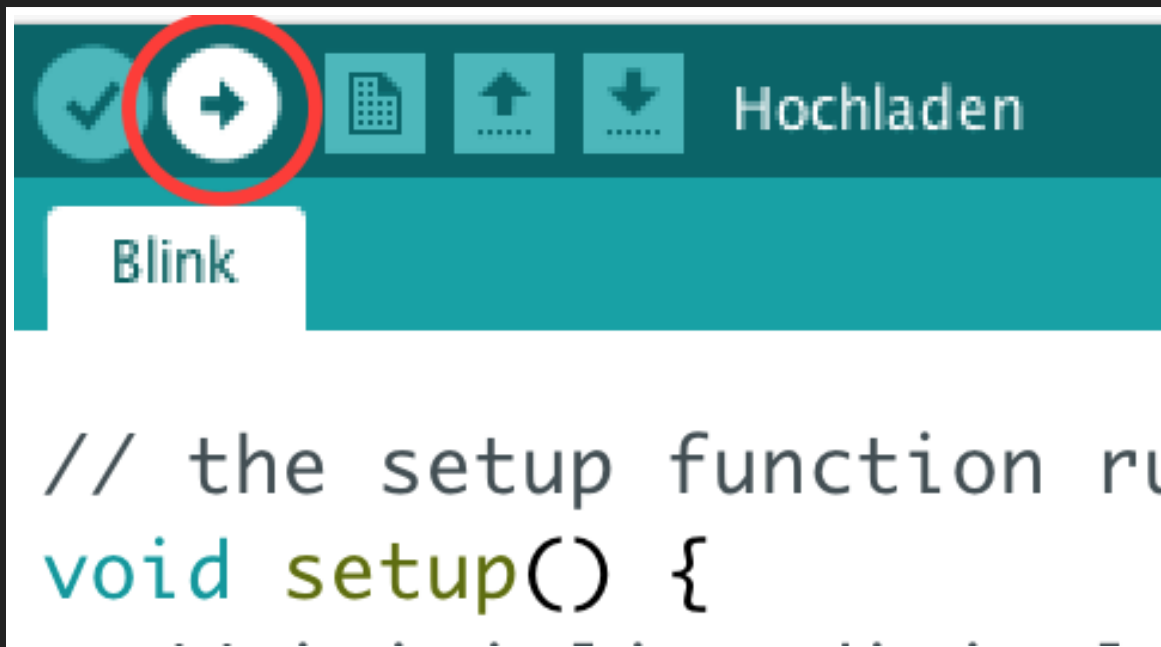 Hochladen
Blink
// the setup function
void setup() {